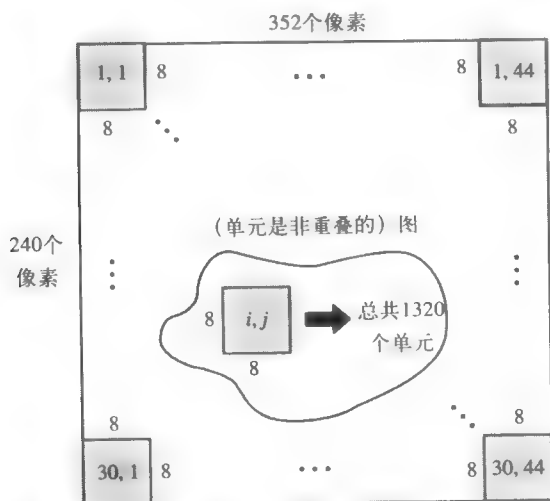 352个像素
1, 1 8 ··· 8 1, 44
8 8
(单元是非重叠的) 图
240个
像素
i, j
总共1320
个单元
8
8
8 8
30, 1 8 ··· 8 30, 44